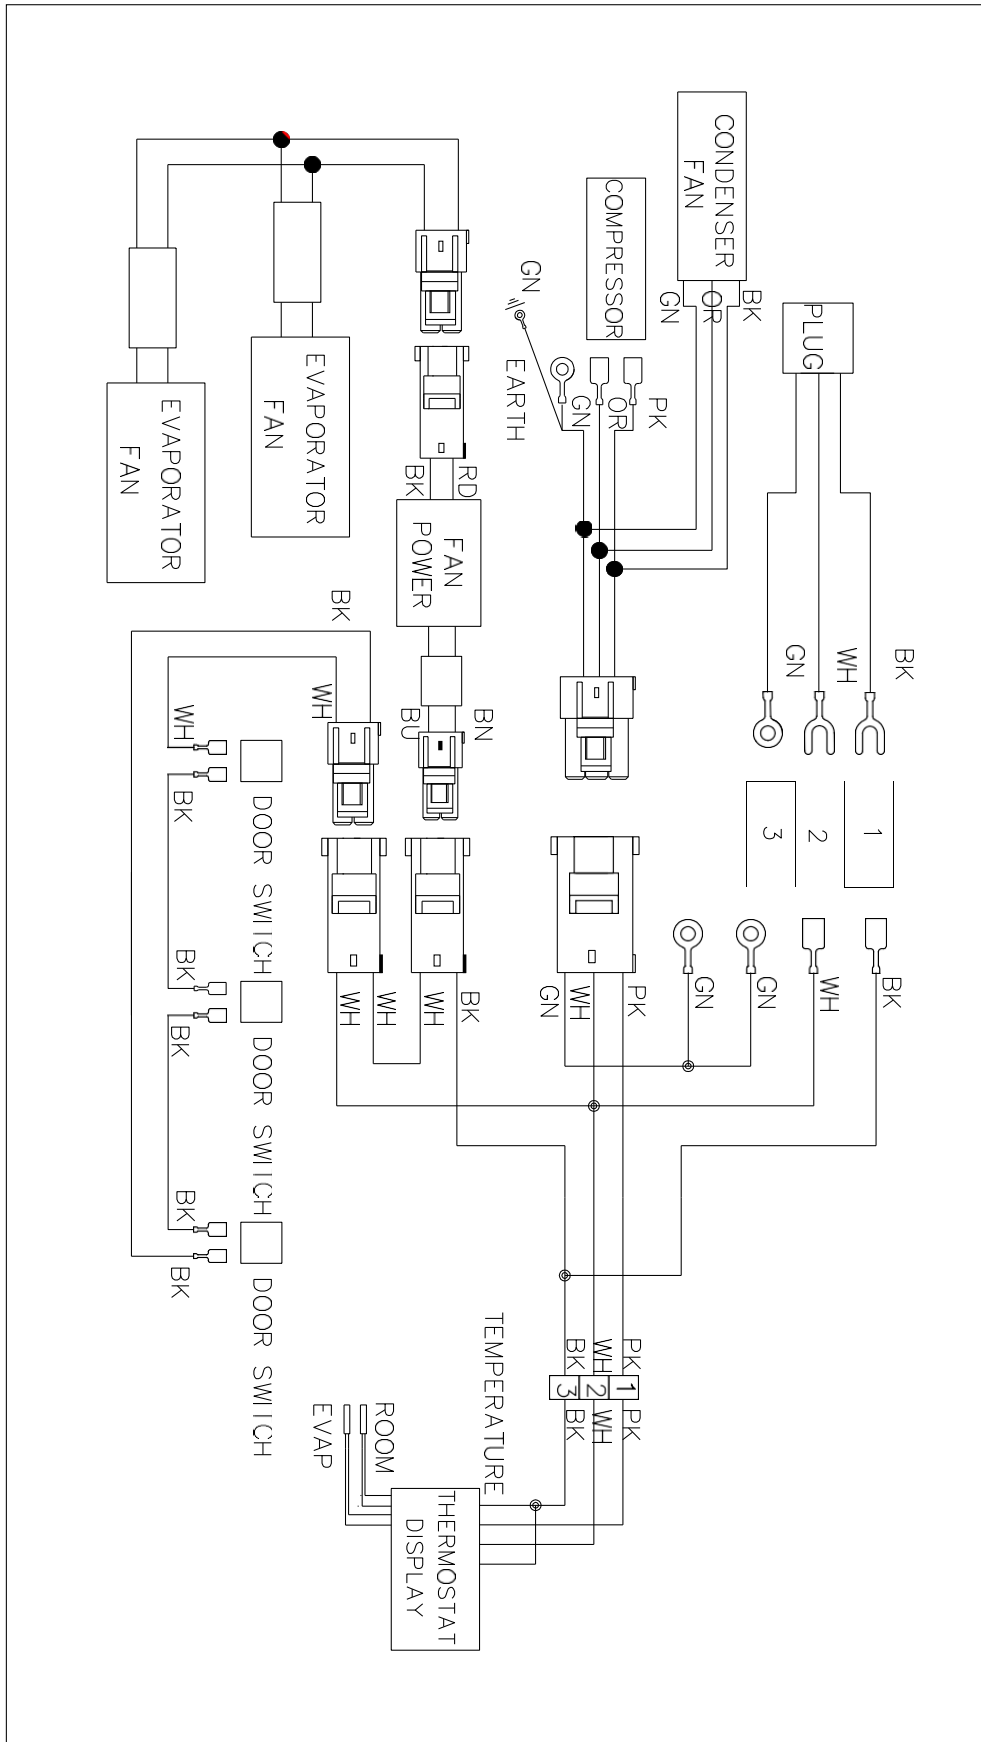 CONDENSER
FAN
BK
OR
GN
PLUG
COMPRESSOR
GN
EARTH
PK
OR
GN
EVAPORATOR
FAN
EVAPORATOR
FAN
RD
BK
FAN
POWER
BK
BN
BU
WH
WH
BK
BK
WH
GN
1
2
3
DOOR SWIICH
BK
BK
DOOR SWIICH
BK
BK
DOOR SWIICH
WH
WH
WH
BK
GN
WH
PK
GN
GN
WH
BK
PK
WH
BK
1
2
3
PK
WH
BK
TEMPERATURE
ROOM
EVAP
THERMOSTAT
DISPLAY